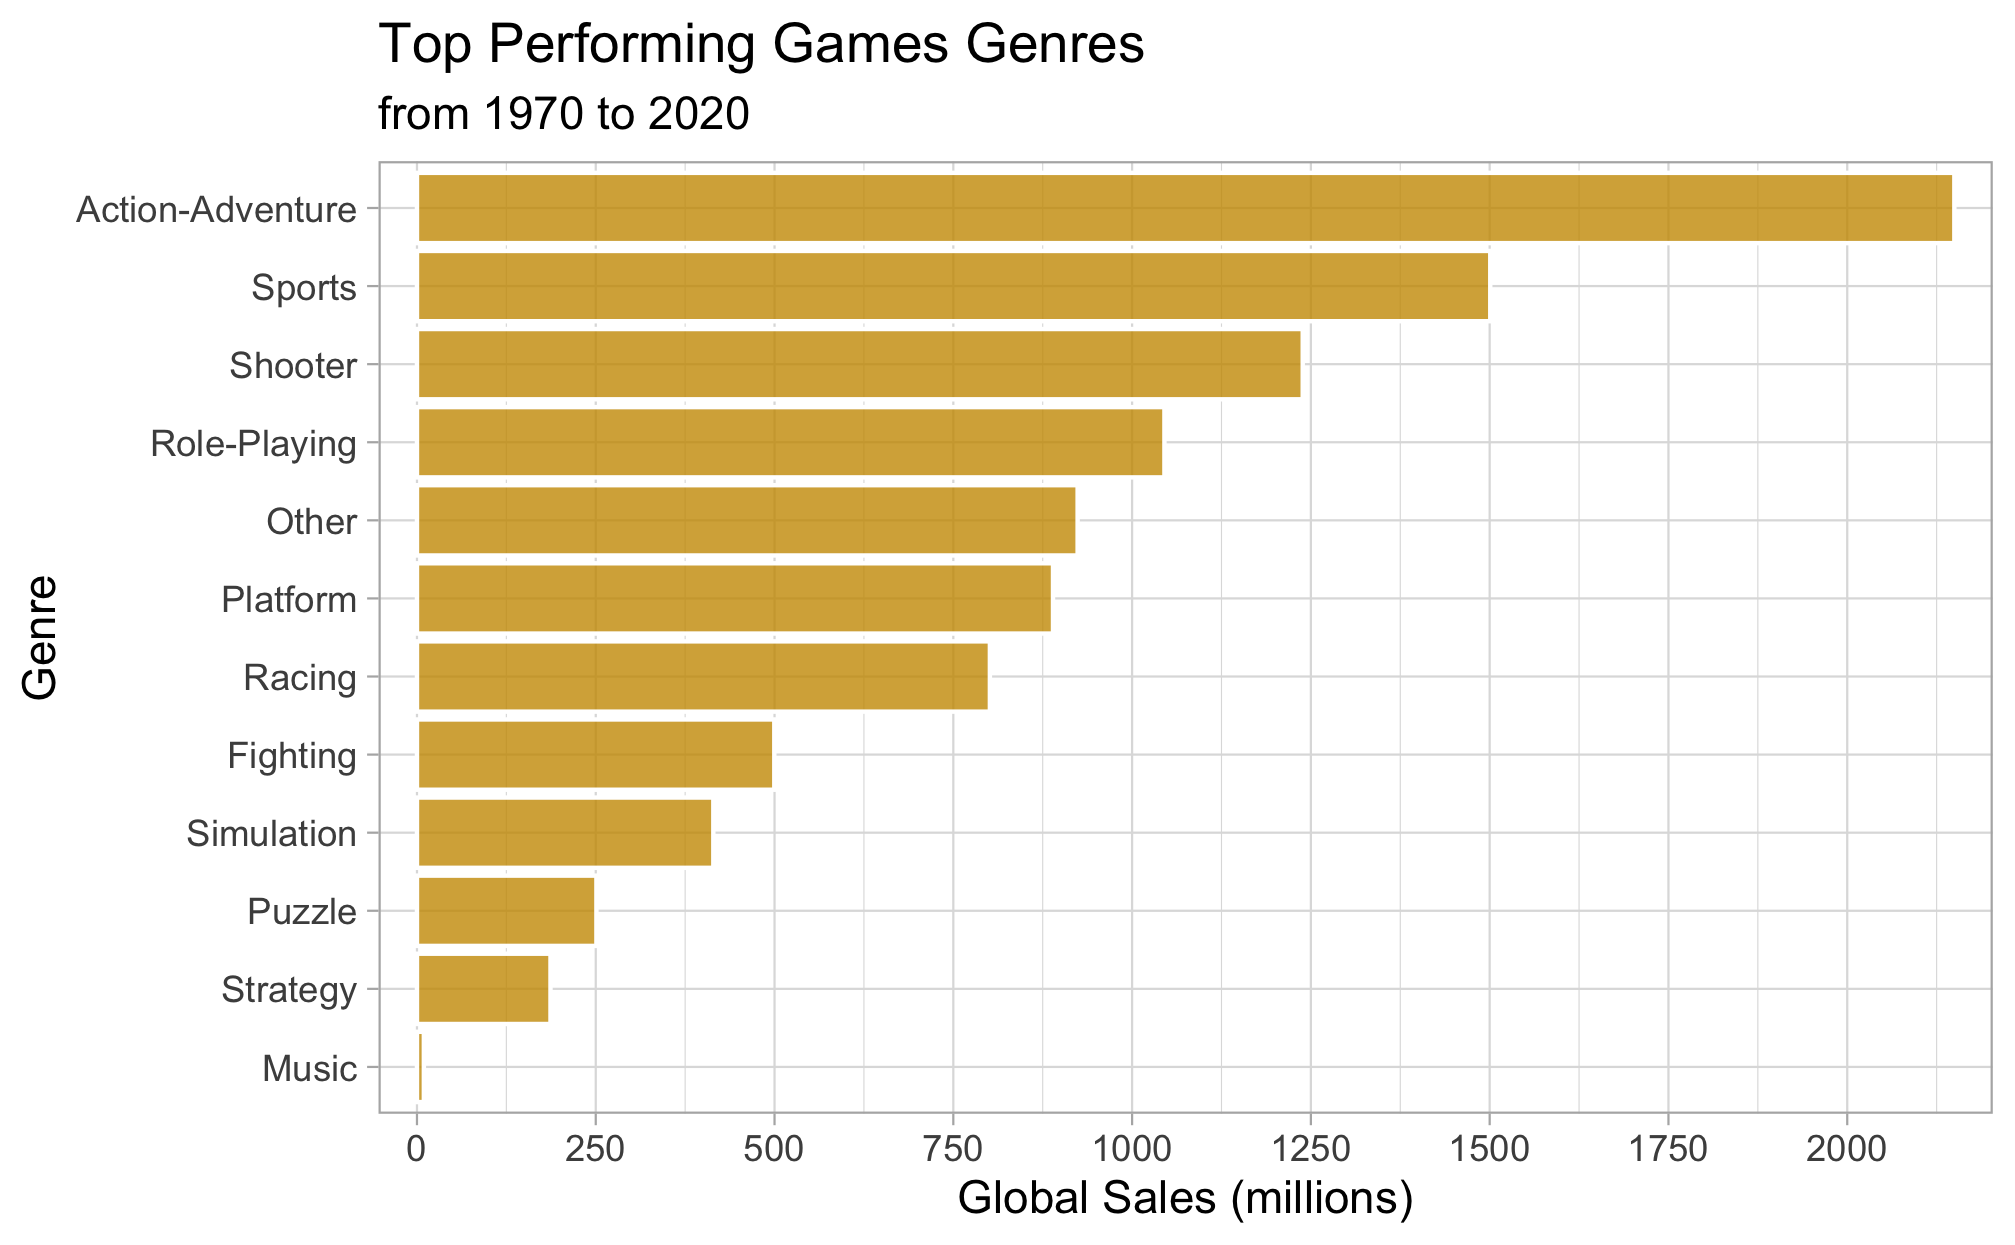 Top Performing Games Genres
from 1970 to 2020
Genre
Action-Adventure
Sports
Shooter
Role-Playing
Other
Platform
Racing
Fighting
Simulation
Puzzle
Strategy
Music
0 250 500 750 1000 1250 1500 1750 2000
Global Sales (millions)